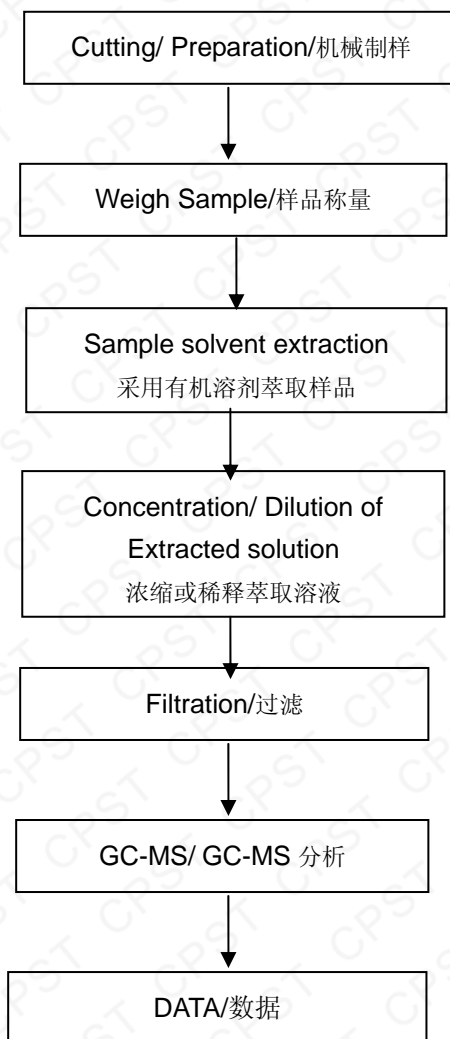 Cutting/ Preparation/机械制样
Weigh Sample/样品称量
Sample solvent extraction
采用有机溶剂萃取样品
Concentration/ Dilution of
Extracted solution
浓缩或稀释萃取溶液
Filtration/过滤
GC-MS/ GC-MS 分析
DATA/数据